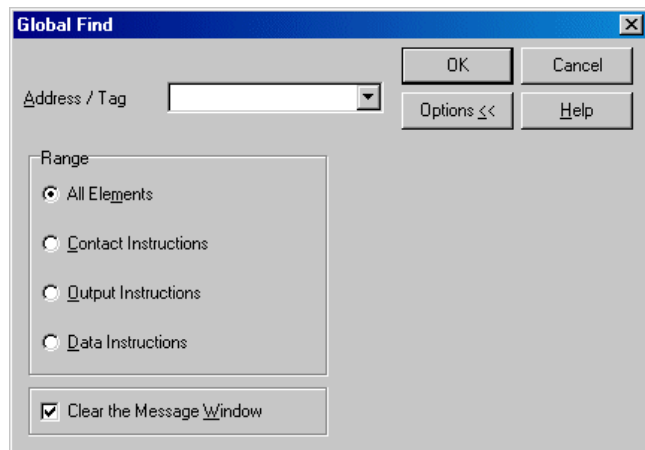 Global Find
OK Cancel
Address / Tag
Options << Help
Range
All Elements
Contact Instructions
Output Instructions
Data Instructions
Clear the Message Window